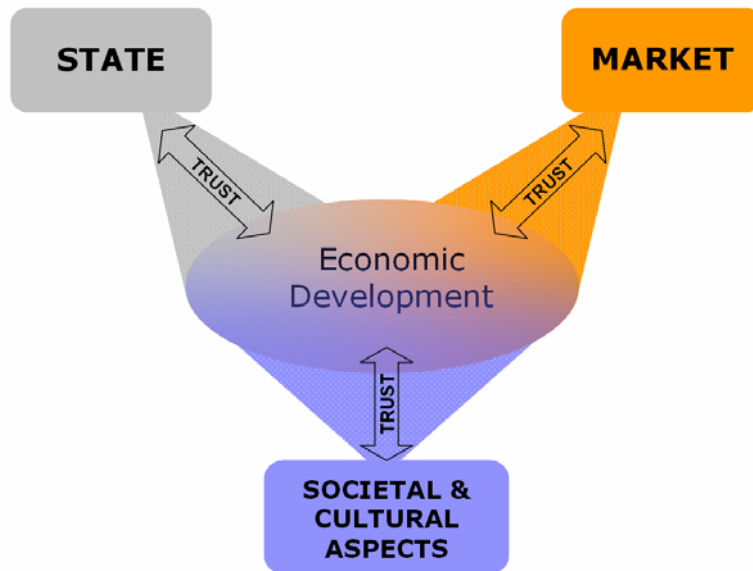 STATE
MARKET
TRUST
TRUST
Economic
Development
TRUST
SOCIETAL &
CULTURAL
ASPECTS